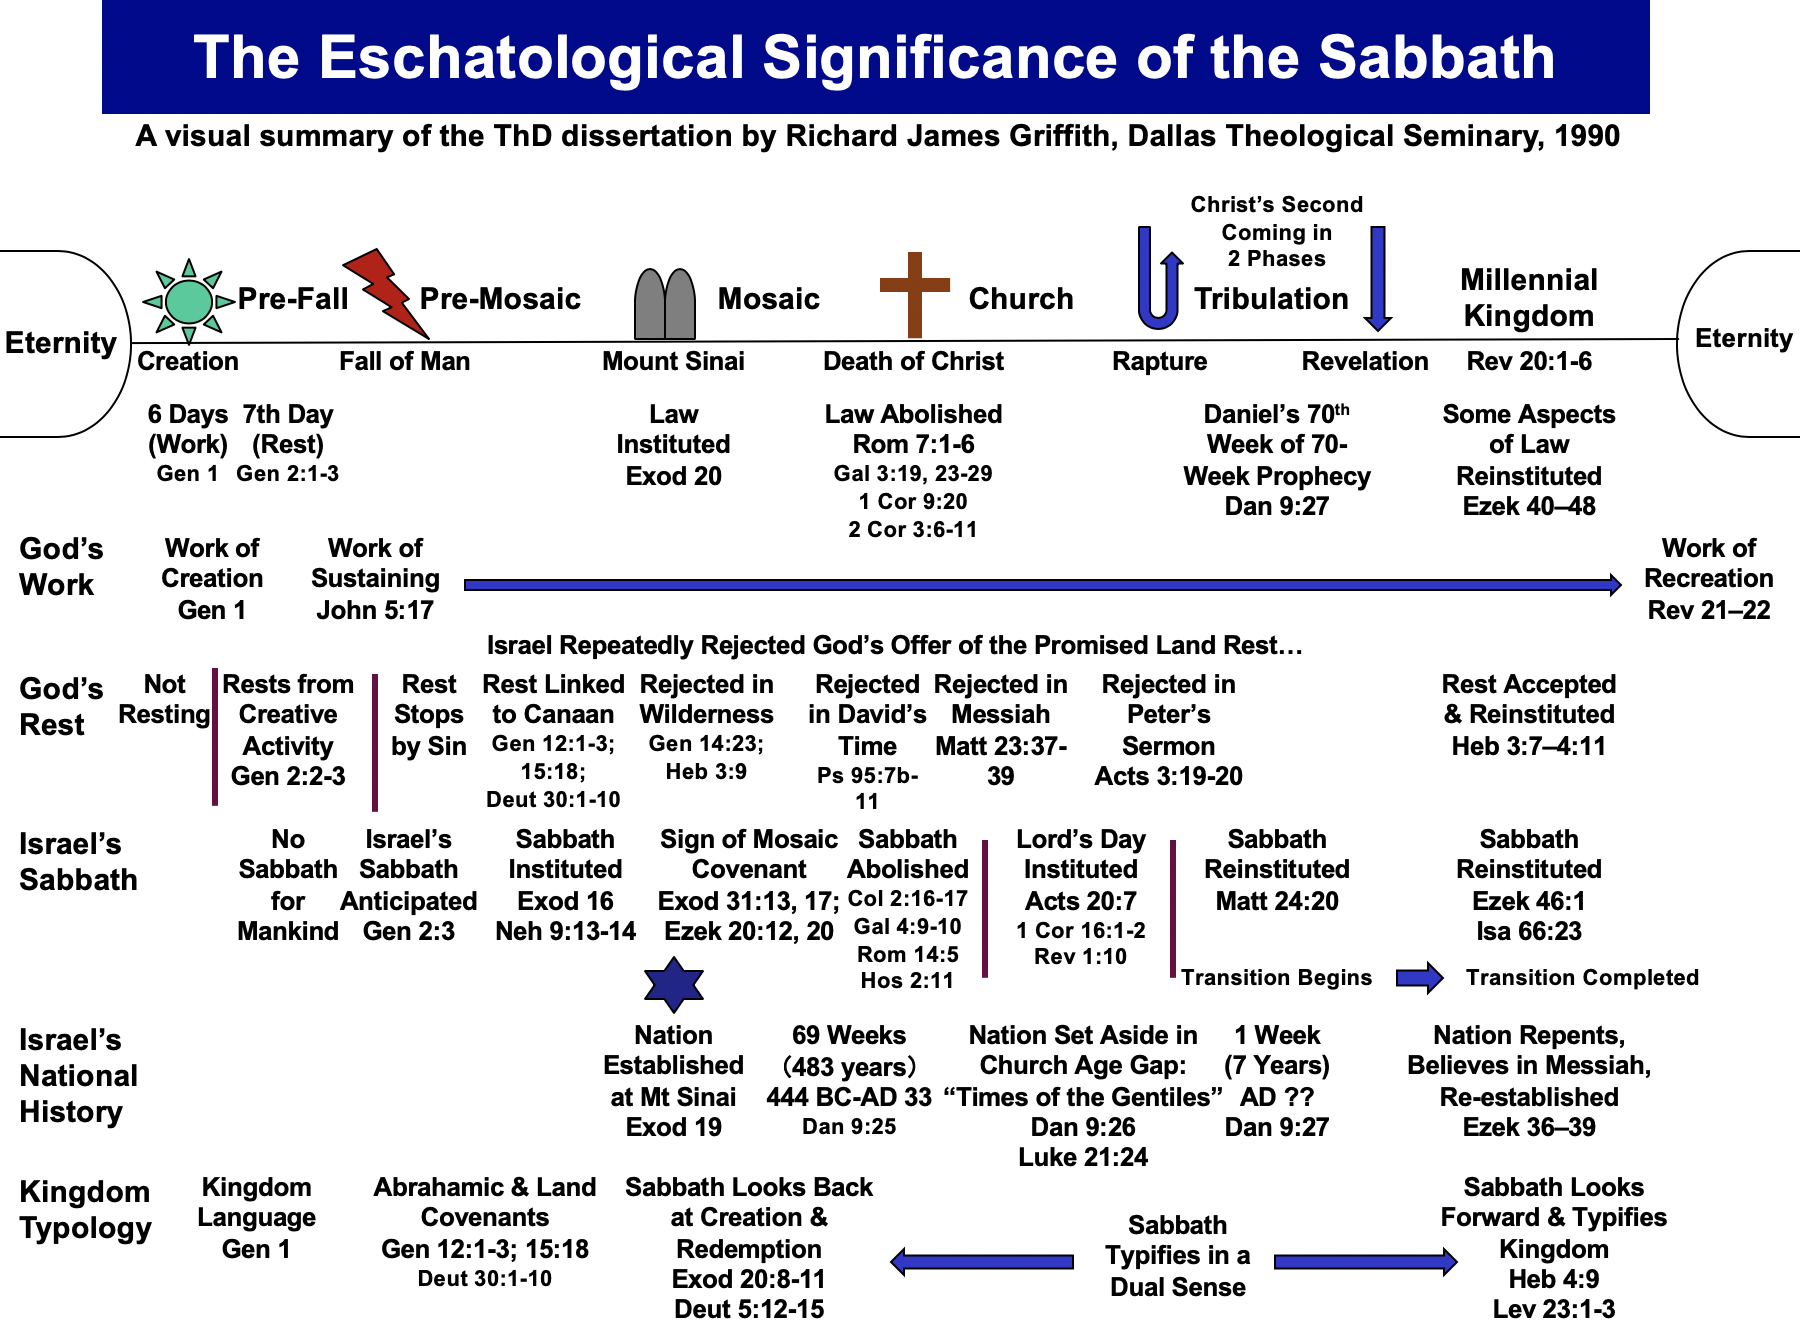 The Eschatological Significance of the Sabbath
A visual summary of the ThD dissertation by Richard James Griffith, Dallas Theological Seminary, 1990
Christ’s Second
Coming in
2 Phases
Eternity
Pre-Fall
Pre-Mosaic
Mosaic
Church
Tribulation
Millennial
Kingdom
Eternity
Creation
Fall of Man
Mount Sinai
Death of Christ
Rapture
Revelation
Rev 20:1-6
6 Days
(Work)
Gen 1
7th Day
(Rest)
Gen 2:1-3
Law
Instituted
Exod 20
Law Abolished
Rom 7:1-6
Gal 3:19, 23-29
1 Cor 9:20
2 Cor 3:6-11
Daniel’s 70th
Week of 70-
Week Prophecy
Dan 9:27
Some Aspects
of Law
Reinstituted
Ezek 40–48
God’s
Work
Work of
Creation
Gen 1
Work of
Sustaining
John 5:17
Work of
Recreation
Rev 21–22
Israel Repeatedly Rejected God’s Offer of the Promised Land Rest…
God’s
Rest
Not
Resting
Rests from
Creative
Activity
Gen 2:2-3
Rest
Stops
by Sin
Rest Linked
to Canaan
Gen 12:1-3;
15:18;
Deut 30:1-10
Rejected in
Wilderness
Gen 14:23;
Heb 3:9
Rejected
in David’s
Time
Ps 95:7b-
11
Rejected in
Messiah
Matt 23:37-
39
Rejected in
Peter’s
Sermon
Acts 3:19-20
Rest Accepted
& Reinstituted
Heb 3:7–4:11
Israel’s
Sabbath
No
Sabbath
for
Mankind
Israel’s
Sabbath
Anticipated
Gen 2:3
Sabbath
Instituted
Exod 16
Neh 9:13-14
Sign of Mosaic
Covenant
Exod 31:13, 17;
Ezek 20:12, 20
Sabbath
Abolished
Col 2:16-17
Gal 4:9-10
Rom 14:5
Hos 2:11
Lord’s Day
Instituted
Acts 20:7
1 Cor 16:1-2
Rev 1:10
Sabbath
Reinstituted
Matt 24:20
Sabbath
Reinstituted
Ezek 46:1
Isa 66:23
Transition Begins
Transition Completed
Israel’s
National
History
Nation
Established
at Mt Sinai
Exod 19
69 Weeks
（483 years）
444 BC-AD 33
Dan 9:25
Nation Set Aside in
Church Age Gap:
“Times of the Gentiles”
Dan 9:26
Luke 21:24
1 Week
(7 Years)
AD ??
Dan 9:27
Nation Repents,
Believes in Messiah,
Re-established
Ezek 36–39
Kingdom
Typology
Kingdom
Language
Gen 1
Abrahamic & Land
Covenants
Gen 12:1-3; 15:18
Deut 30:1-10
Sabbath Looks Back
at Creation &
Redemption
Exod 20:8-11
Deut 5:12-15
Sabbath
Typifies in a
Dual Sense
Sabbath Looks
Forward & Typifies
Kingdom
Heb 4:9
Lev 23:1-3